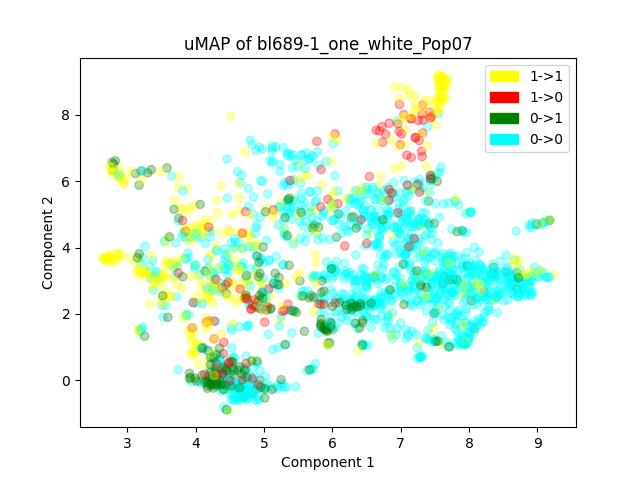 uMAP of bl689-1_one_white_Pop07
1->1
1->0
0->1
0->0
Component 2
8
6
4
2
0
3 4 5 6 7 8 9
Component 1